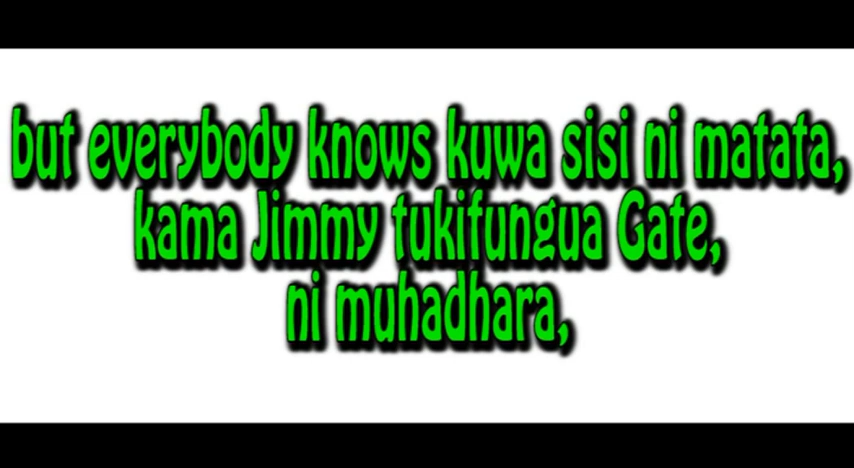 but everybody knows kuwa sisi ni matata,
kama Jimmy tukifungua Gate,
ni muhadhara,